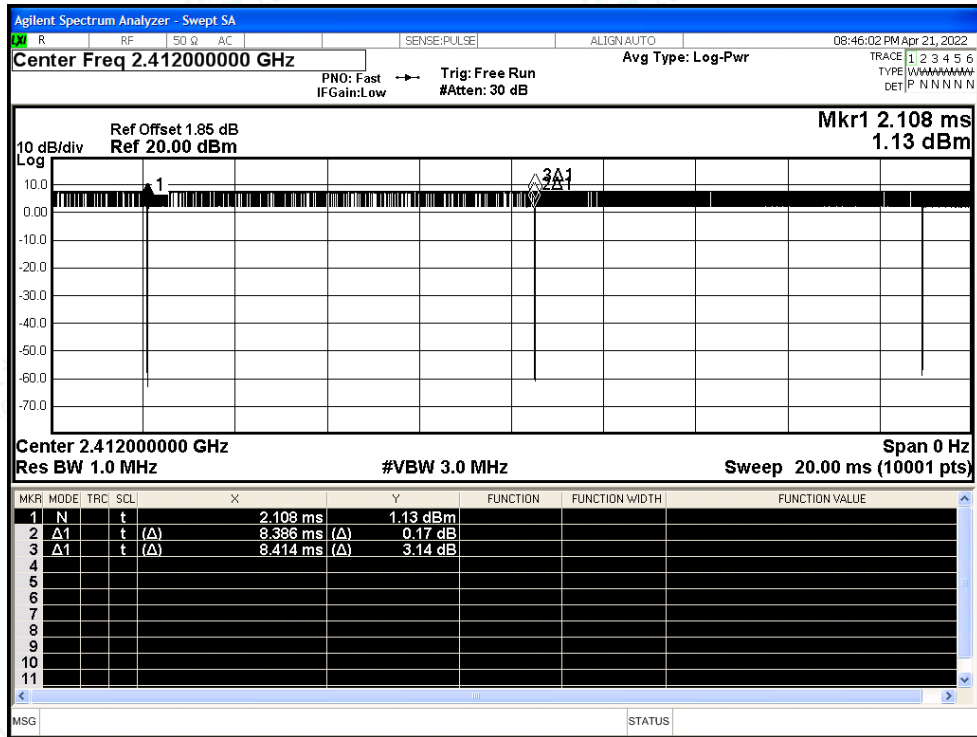 Agilent Spectrum Analyzer - Swept SA
LXI R RF 50 Ω AC SENSE:PULSE ALIGN AUTO 08:46:02 PM Apr 21, 2022
Center Freq 2.412000000 GHz
PNO: Fast
IFGain:Low
Trig: Free Run
#Atten: 30 dB
Avg Type: Log-Pwr
TRACE 1 2 3 4 5 6
TYPE WWWWWW
DET P N N N N N
Mkr1 2.108 ms
1.13 dBm
Ref Offset 1.85 dB
10 dB/div Ref 20.00 dBm
Log
1
3Δ1
2Δ1
10.0
0.00
-10.0
-20.0
-30.0
-40.0
-50.0
-60.0
-70.0
Center 2.412000000 GHz Span 0 Hz
Res BW 1.0 MHz #VBW 3.0 MHz Sweep 20.00 ms (10001 pts)
MKR MODE TRC SCL X Y FUNCTION FUNCTION WIDTH FUNCTION VALUE
1 N t 2.108 ms 1.13 dBm
2 Δ1 t (Δ) 8.386 ms (Δ) 0.17 dB
3 Δ1 t (Δ) 8.414 ms (Δ) 3.14 dB
4
5
6
7
8
9
10
11
MSG STATUS